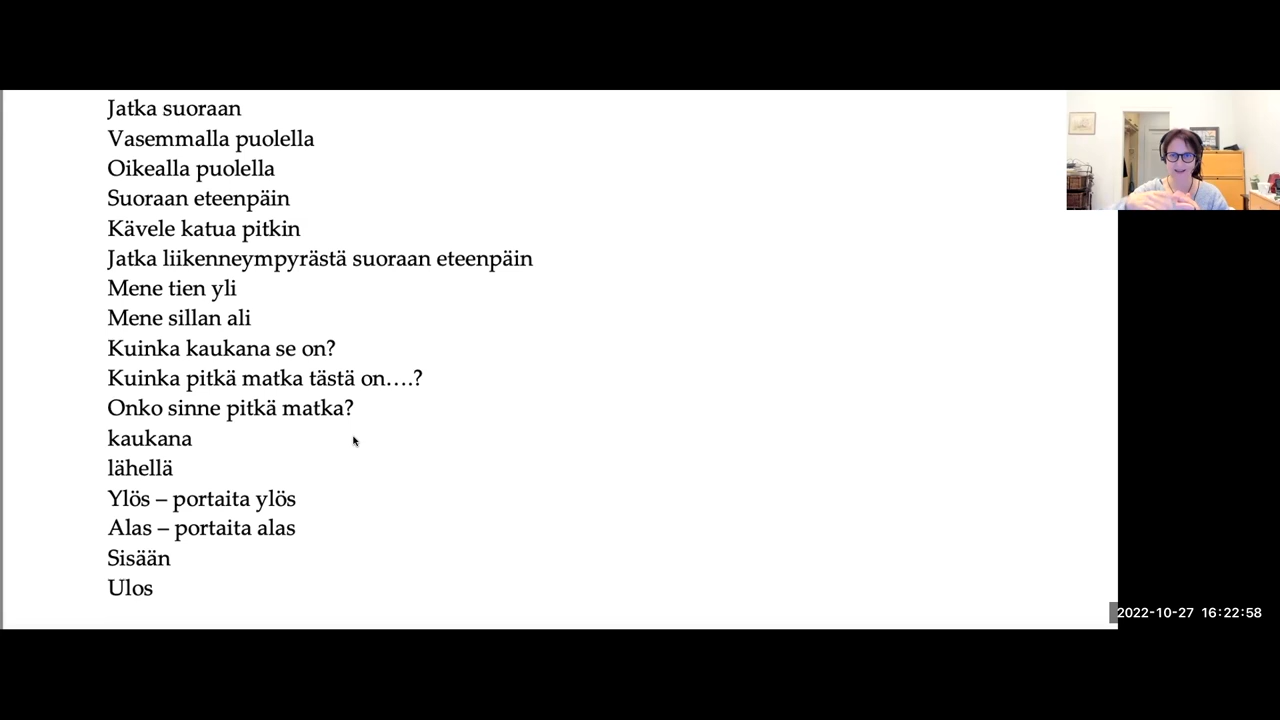 Jatka suoraan
Vasemmalla puolella
Oikealla puolella
Suoraan eteenpäin
Kävele katua pitkin
Jatka liikenneympyrästä suoraan eteenpäin
Mene tien yli
Mene sillan ali
Kuinka kaukana se on?
Kuinka pitkä matka tästä on….?
Onko sinne pitkä matka?
kaukana
lähellä
Ylös – portaita ylös
Alas – portaita alas
Sisään
Ulos
2022-10-27 16:22:58